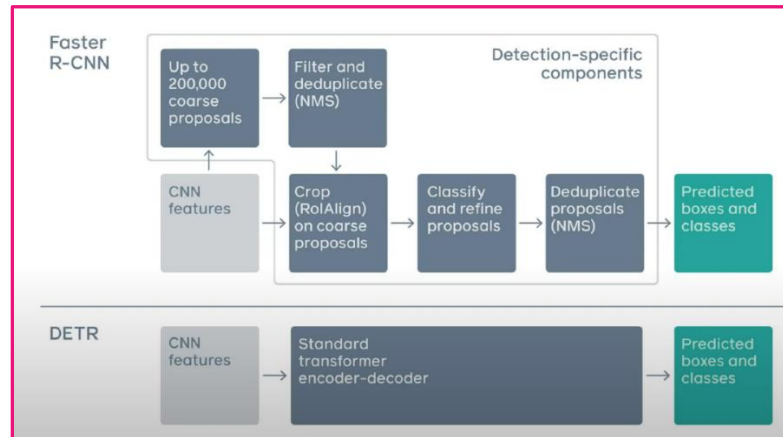 Faster
R-CNN
Detection-specific
components
Up to
200,000
coarse
proposals
Filter and
deduplicate
(NMS)
CNN
features
Crop
(RoIAlign)
on coarse
proposals
Classify
and refine
proposals
Deduplicate
proposals
(NMS)
Predicted
boxes and
classes
DETR
CNN
features
Standard
transformer
encoder-decoder
Predicted
boxes and
classes